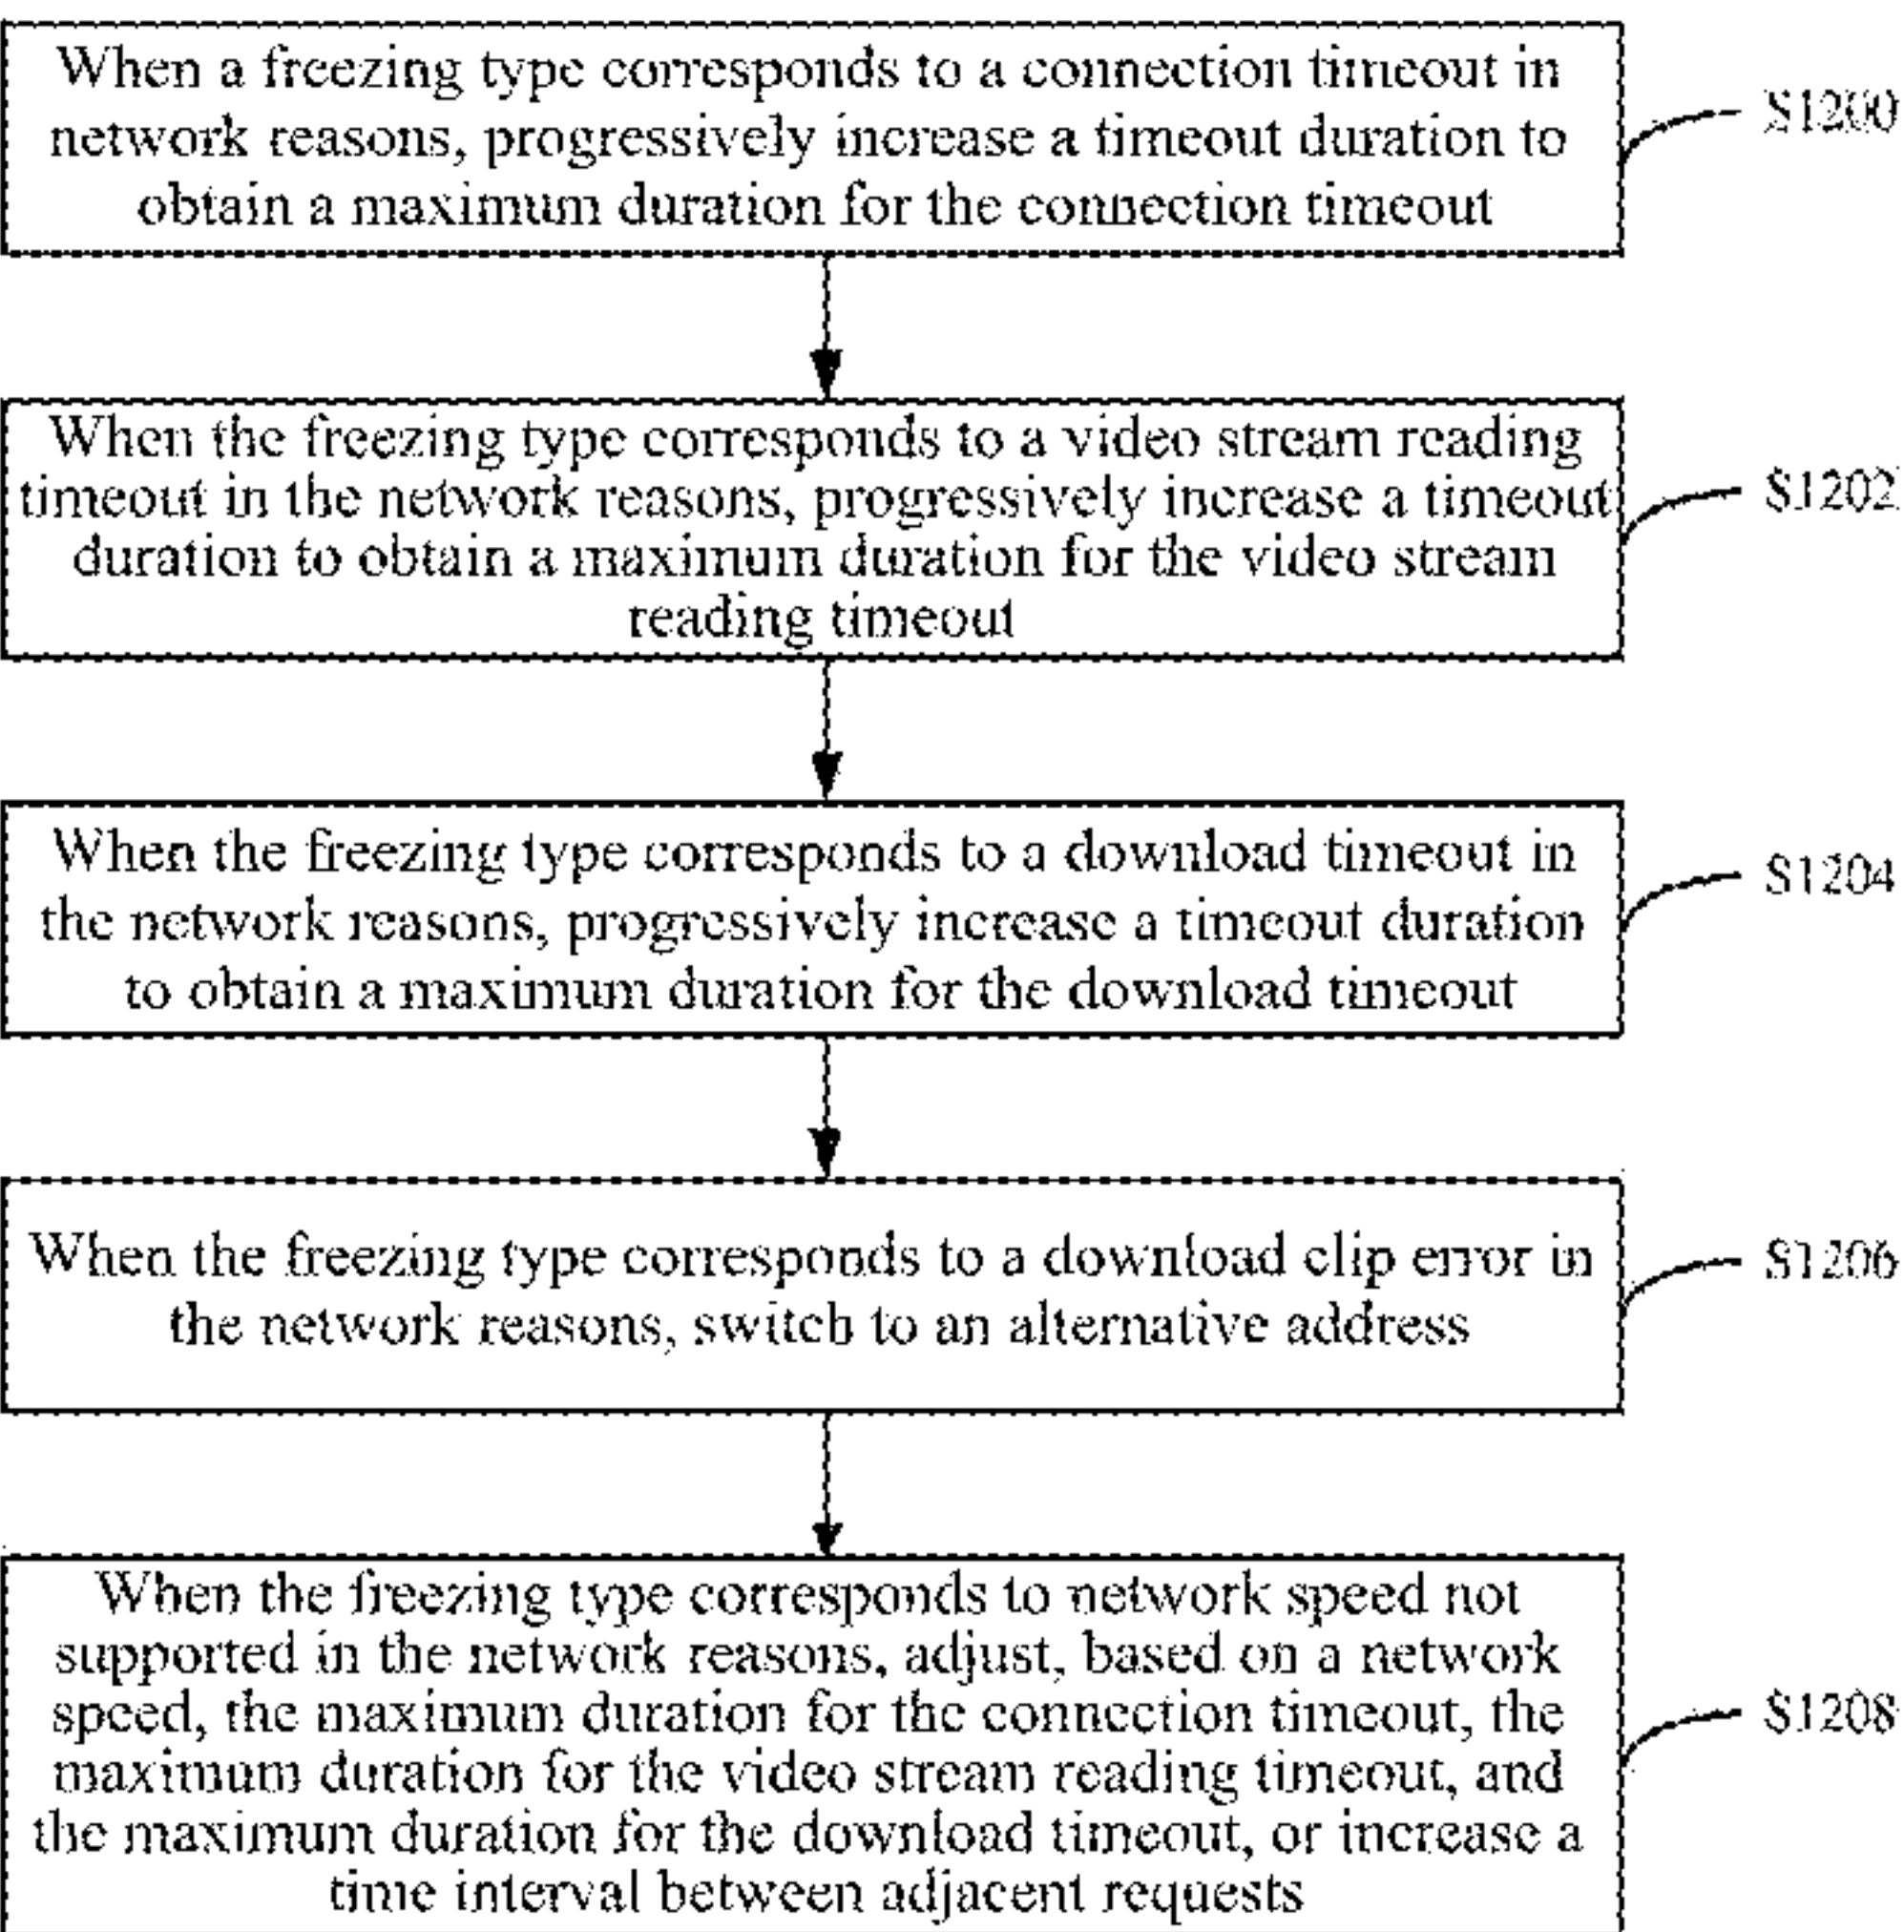 When a freezing type corresponds to a connection timeout in
network reasons, progressively increase a timeout duration to
obtain a maximum duration for the connection timeout
S1200
When the freezing type corresponds to a video stream reading
timeout in the network reasons, progressively increase a timeout
duration to obtain a maximum duration for the video stream
reading timeout
S1202
When the freezing type corresponds to a download timeout in
the network reasons, progressively increase a timeout duration
to obtain a maximum duration for the download timeout
S1204
When the freezing type corresponds to a download clip error in
the network reasons, switch to an alternative address
S1206
When the freezing type corresponds to network speed not
supported in the network reasons, adjust, based on a network
speed, the maximum duration for the connection timeout, the
maximum duration for the video stream reading timeout, and
the maximum duration for the download timeout, or increase a
time interval between adjacent requests
S1208